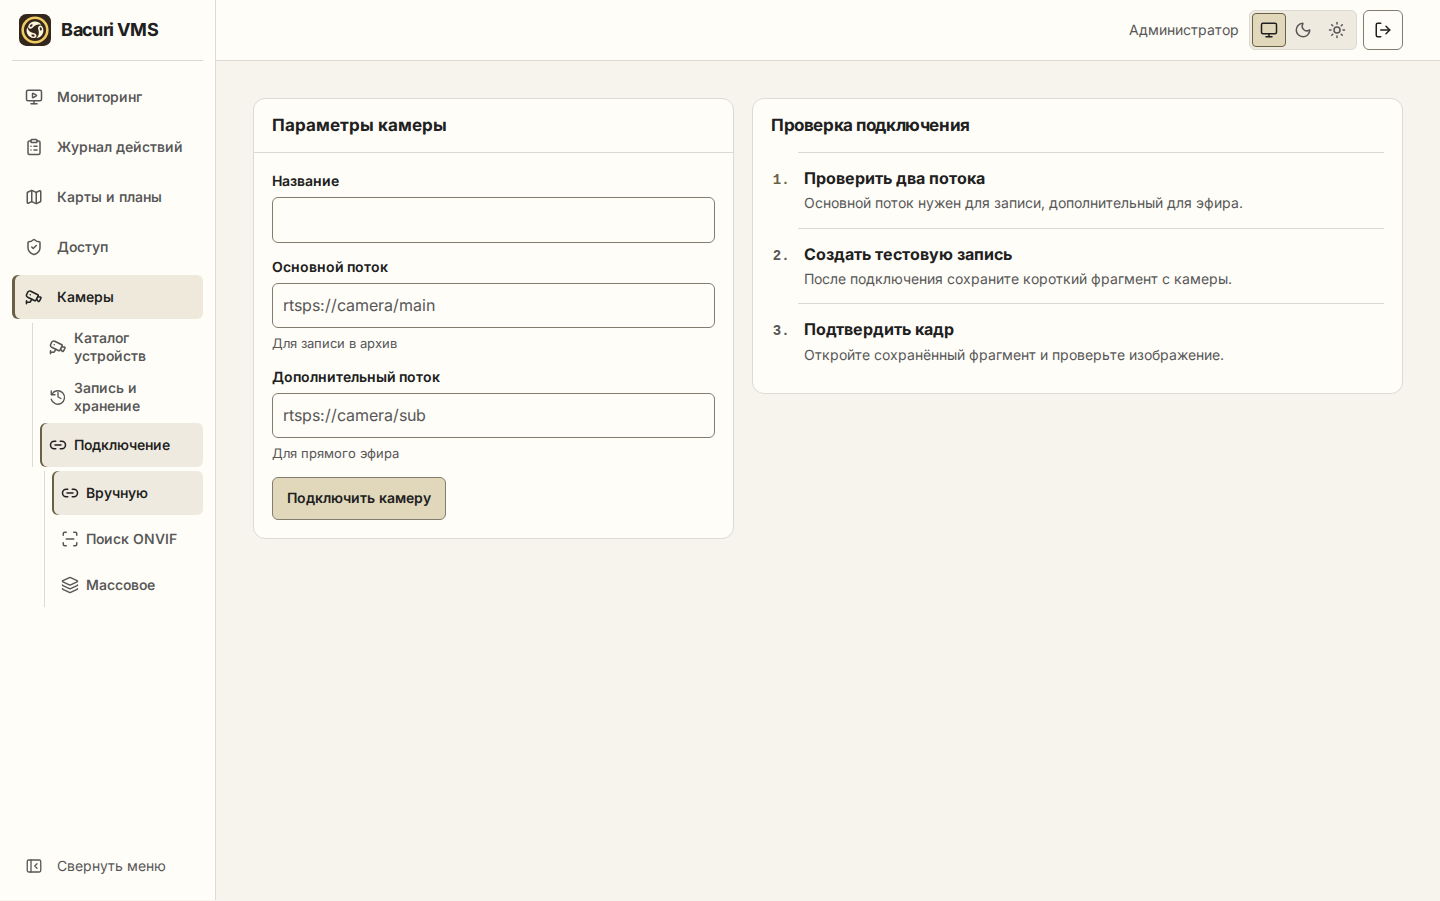 Bacuri VMS
Администратор
Мониторинг
Журнал действий
Карты и планы
Доступ
Камеры
Каталог
устройств
Запись и
хранение
Подключение
Вручную
Поиск ONVIF
Массовое
Свернуть меню
Параметры камеры
Название
Основной поток
rtsps://camera/main
Для записи в архив
Дополнительный поток
rtsps://camera/sub
Для прямого эфира
Подключить камеру
Проверка подключения
1. Проверить два потока
Основной поток нужен для записи, дополнительный для эфира.
2. Создать тестовую запись
После подключения сохраните короткий фрагмент с камеры.
3. Подтвердить кадр
Откройте сохранённый фрагмент и проверьте изображение.